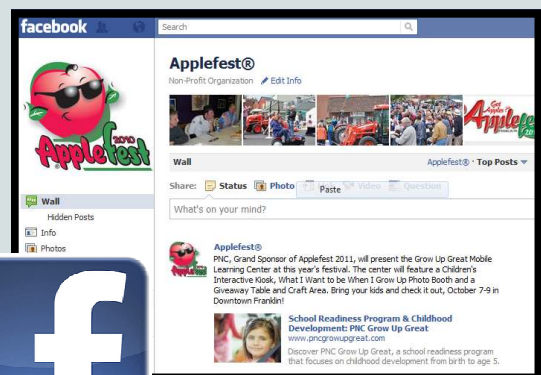 facebook
Search
Applefest®
Non-Profit Organization Edit Info
2010
Applefest
Get
2010
Wall
Applefest® · Top Posts
Share: Status Photo Paste Video Question
What's on your mind?
Wall
Hidden Posts
Info
Photos
Applefest®
PNC, Grand Sponsor of Applefest 2011, will present the Grow Up Great Mobile
Learning Center at this year's festival. The center will feature a Children's
Interactive Kiosk, What I Want to be When I Grow Up Photo Booth and a
Giveaway Table and Craft Area. Bring your kids and check it out, October 7-9 in
Downtown Franklin!
School Readiness Program & Childhood
Development: PNC Grow Up Great
www.pncgrowupgreat.com
Discover PNC Grow Up Great, a school readiness program
that focuses on childhood development from birth to age 5.
f